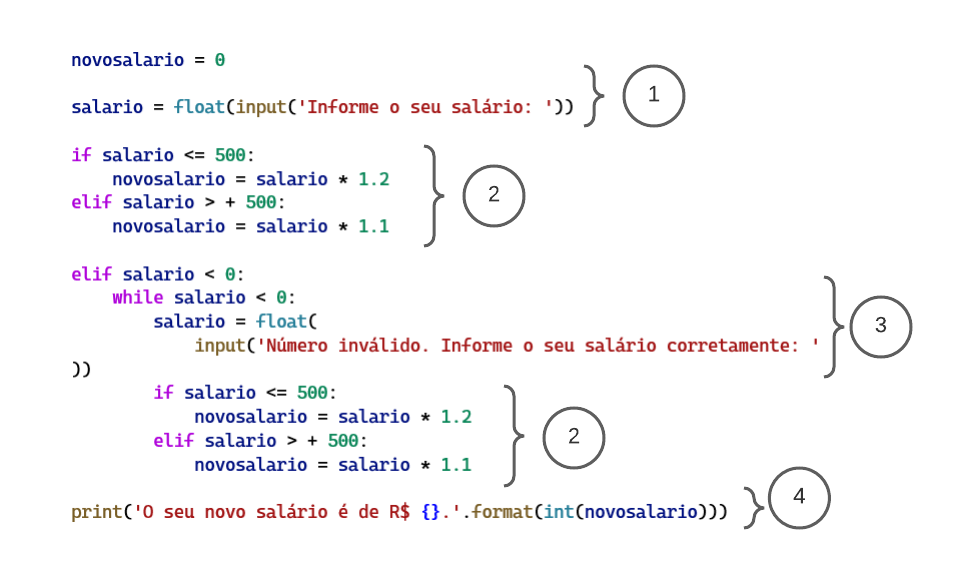 novosalario = 0
salario = float(input('Informe o seu salário: '))
1
if salario <= 500:
novosalario = salario * 1.2
2
elif salario > + 500:
novosalario = salario * 1.1
elif salario < 0:
while salario < 0:
salario = float(
3
input('Número inválido. Informe o seu salário corretamente: '
))
if salario <= 500:
novosalario = salario * 1.2
2
elif salario > + 500:
novosalario = salario * 1.1
4
print('O seu novo salário é de R$ {}.'.format(int(novosalario)))